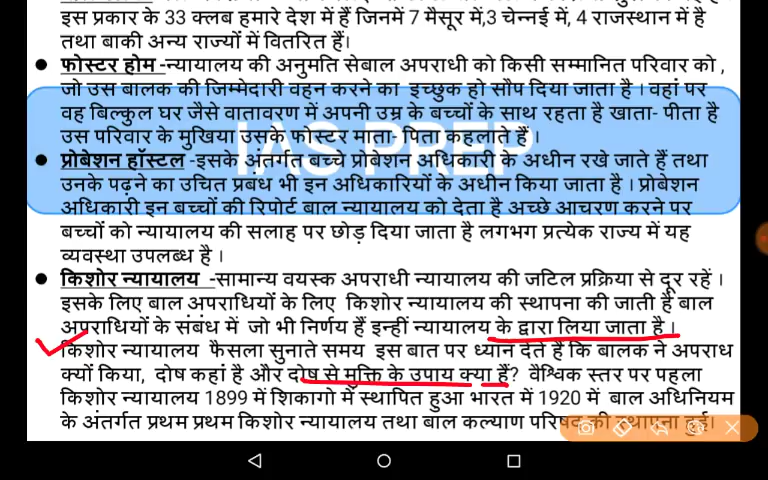 इस प्रकार के 33 क्लब हमारे देश में हैं जिनमें 7 मैसूर में,3 चेन्नई में, 4 राजस्थान में है
तथा बाकी अन्य राज्यों में वितरित हैं।
● फोस्टर होम -न्यायालय की अनुमति सेबाल अपराधी को किसी सम्मानित परिवार को ,
जो उस बालक की जिम्मेदारी वहन करने का इच्छुक हो सौप दिया जाता है । वहां पर
वह बिल्कुल घर जैसे वातावरण में अपनी उम्र के बच्चों के साथ रहता है खाता- पीता है
उस परिवार के मुखिया उसके फोस्टर माता- पिता कहलाते हैं ।
IAS PREP
● प्रोबेशन हॉस्टल -इसके अंतर्गत बच्चे प्रोबेशन अधिकारी के अधीन रखे जाते हैं तथा
उनके पढ़ने का उचित प्रबंध भी इन अधिकारियों के अधीन किया जाता है । प्रोबेशन
अधिकारी इन बच्चों की रिपोर्ट बाल न्यायालय को देता है अच्छे आचरण करने पर
बच्चों को न्यायालय की सलाह पर छोड़ दिया जाता है लगभग प्रत्येक राज्य में यह
व्यवस्था उपलब्ध है ।
● किशोर न्यायालय -सामान्य वयस्क अपराधी न्यायालय की जटिल प्रक्रिया से दूर रहें ।
इसके लिए बाल अपराधियों के लिए किशोर न्यायालय की स्थापना की जाती है बाल
अपराधियों के संबंध में जो भी निर्णय हैं इन्हीं न्यायालय के द्वारा लिया जाता है ।
किशोर न्यायालय फैसला सुनाते समय इस बात पर ध्यान देते हैं कि बालक ने अपराध
क्यों किया, दोष कहां है और दोष से मुक्ति के उपाय क्या हैं? वैश्विक स्तर पर पहला
किशोर न्यायालय 1899 में शिकागो में स्थापित हुआ भारत में 1920 में बाल अधिनियम
के अंतर्गत प्रथम प्रथम किशोर न्यायालय तथा बाल कल्याण परिषद की स्थापना हुई।